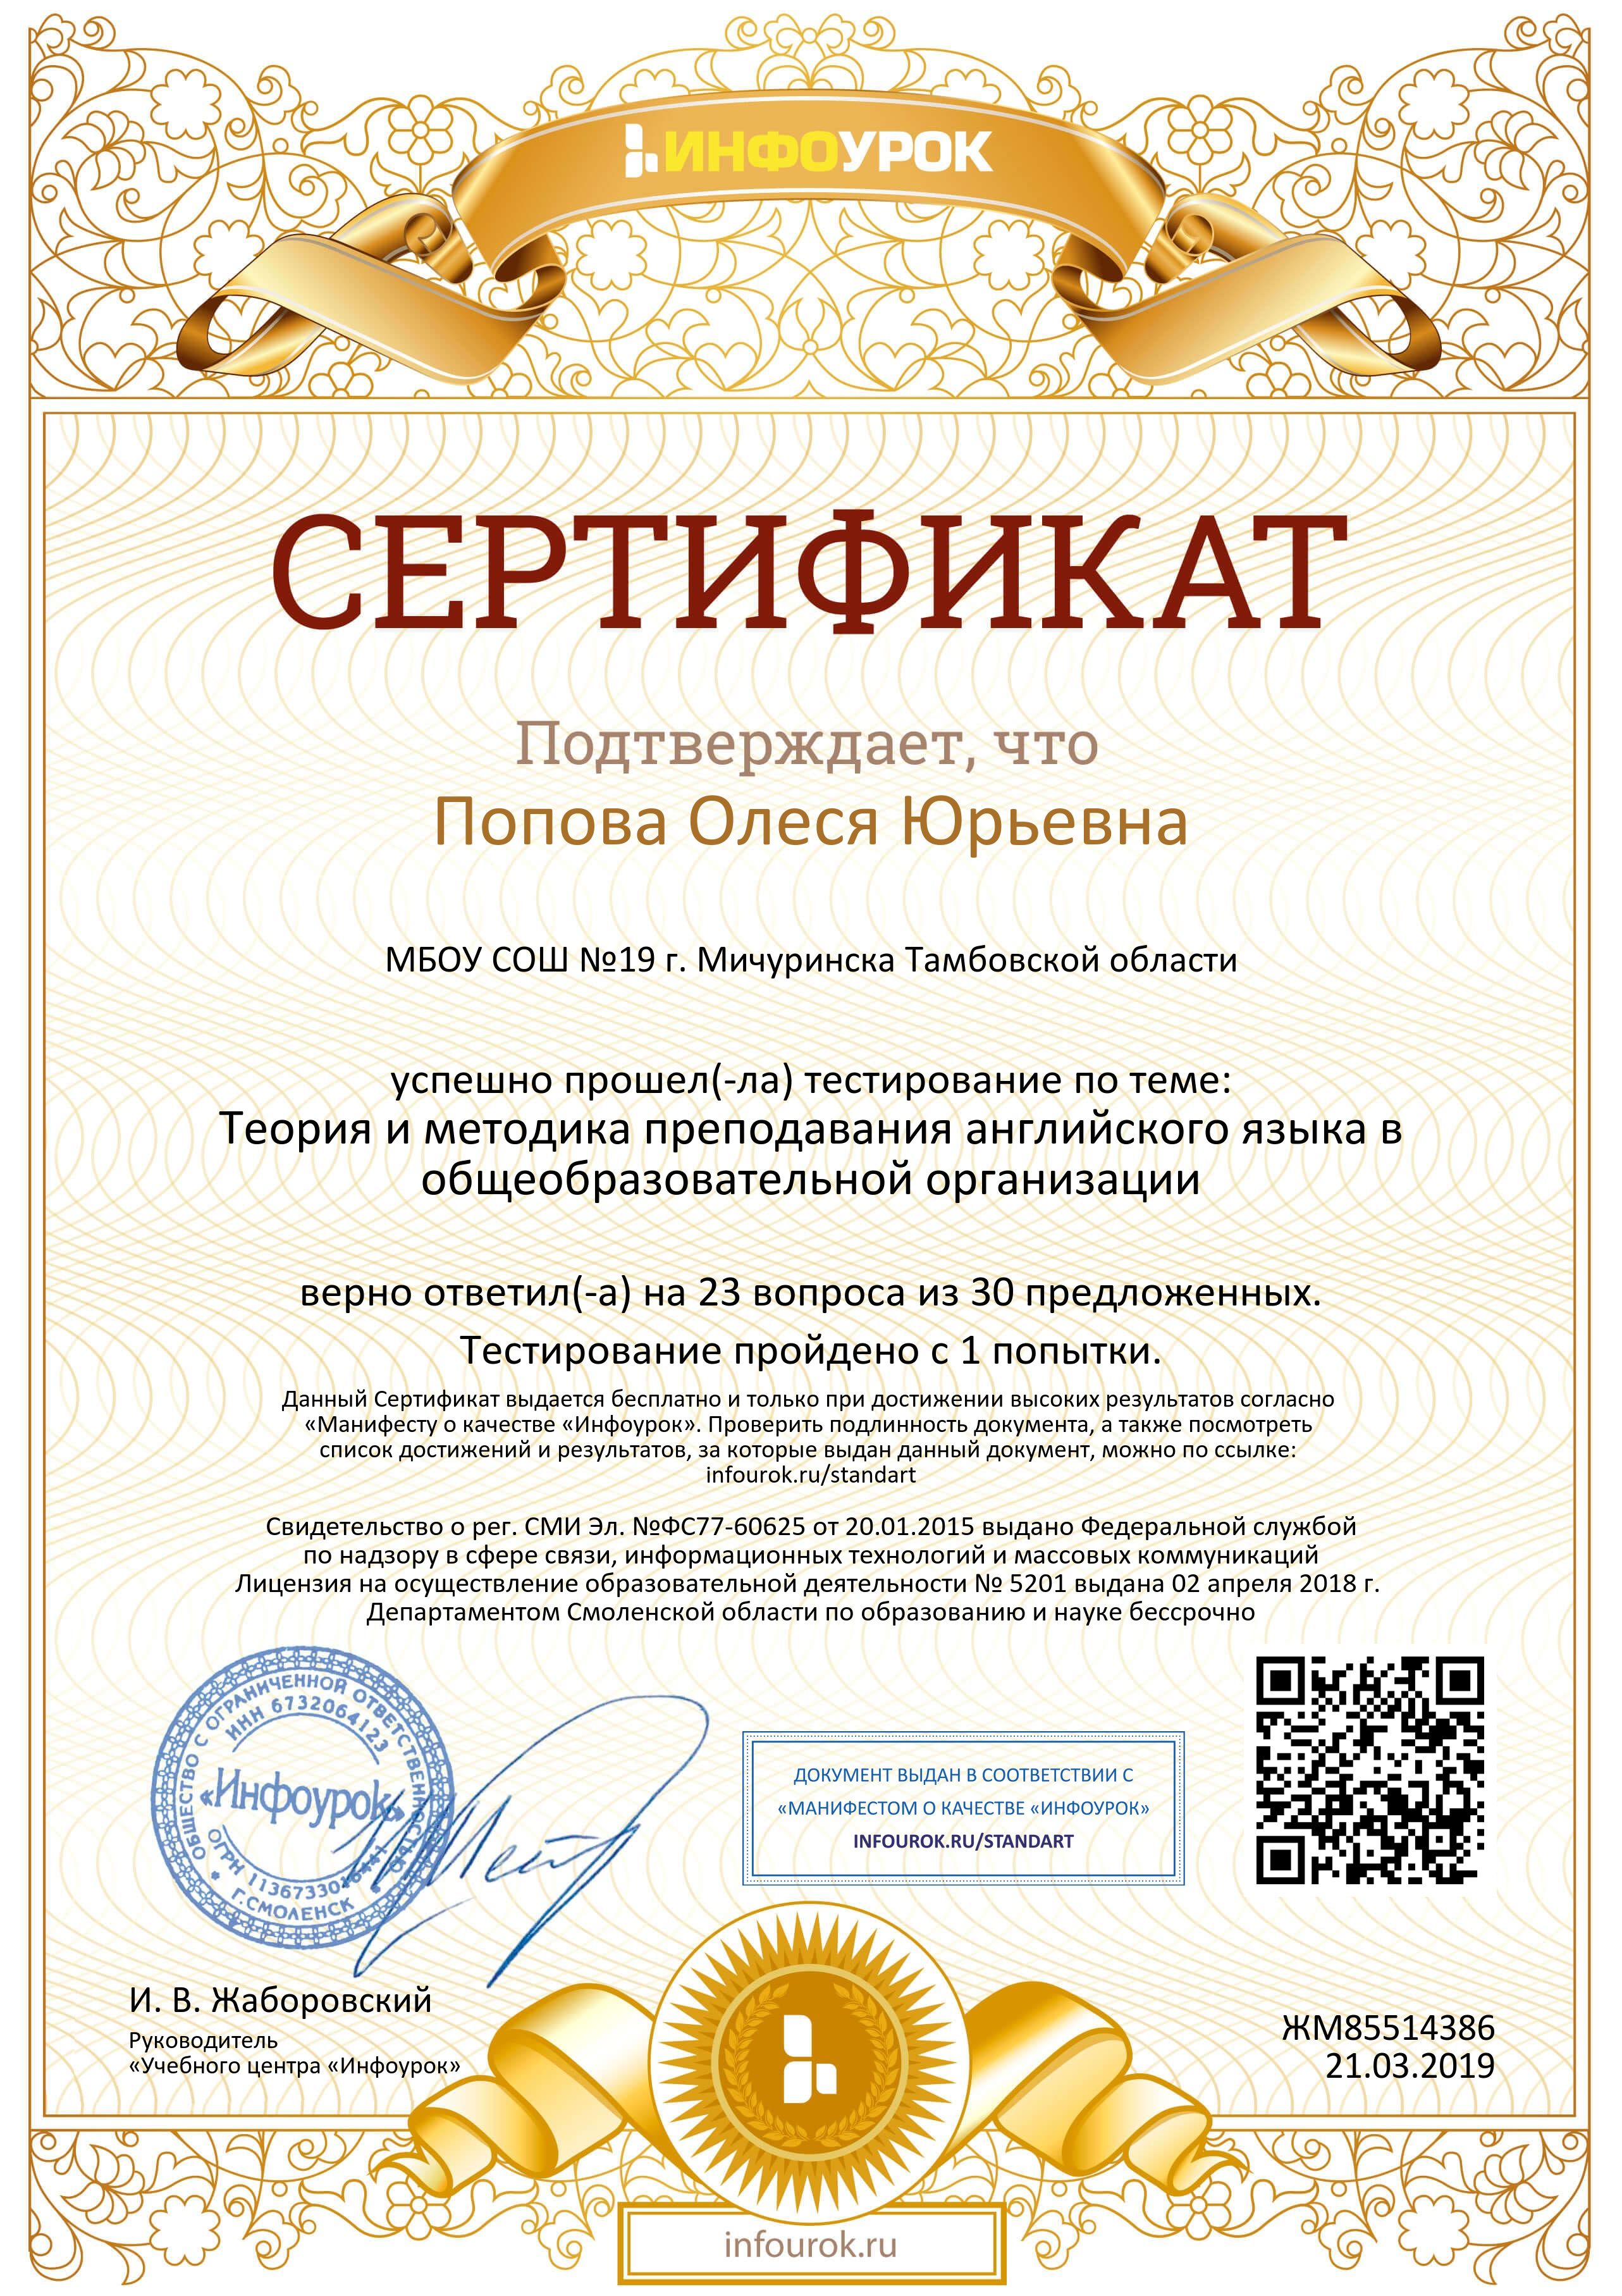 ИНФОУРОК
СЕРТИФИКАТ
Подтверждает, что
Попова Олеся Юрьевна
МБОУ СОШ №19 г. Мичуринска Тамбовской области
успешно прошел(-ла) тестирование по теме:
Теория и методика преподавания английского языка в
общеобразовательной организации
верно ответил(-а) на 23 вопроса из 30 предложенных.
Тестирование пройдено с 1 попытки.
Данный Сертификат выдается бесплатно и только при достижении высоких результатов согласно
«Манифесту о качестве «Инфоурок». Проверить подлинность документа, а также посмотреть
список достижений и результатов, за которые выдан данный документ, можно по ссылке:
infourok.ru/standart
Свидетельство о рег. СМИ Эл. №ФС77-60625 от 20.01.2015 выдано Федеральной службой
по надзору в сфере связи, информационных технологий и массовых коммуникаций
Лицензия на осуществление образовательной деятельности № 5201 выдана 02 апреля 2018 г.
Департаментом Смоленской области по образованию и науке бессрочно
ОБЩЕСТВО С ОГРАНИЧЕННОЙ ОТВЕТСТВЕННОСТЬЮ
ИНН 6732064123
«Инфоурок»
ОГРН
Г.СМОЛЕНСК
ДОКУМЕНТ ВЫДАН В СООТВЕТСТВИИ С
«МАНИФЕСТОМ О КАЧЕСТВЕ «ИНФОУРОК»
INFOUROK.RU/STANDART
И. В. Жаборовский
Руководитель
«Учебного центра «Инфоурок»
ЖМ85514386
21.03.2019
infourok.ru